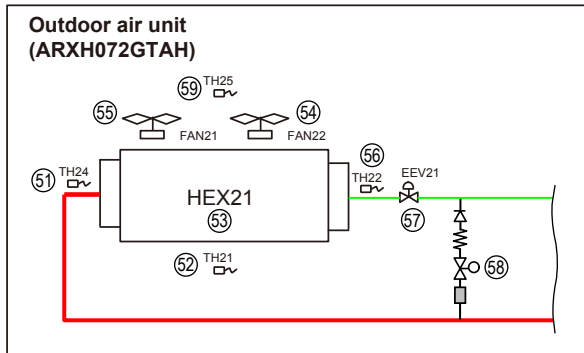 Outdoor air unit
(ARXH072GTAH)
59 TH25
55 54
FAN21 FAN22
51 TH24
56
TH22 EEV21
HEX21
53
57
52 TH21
58